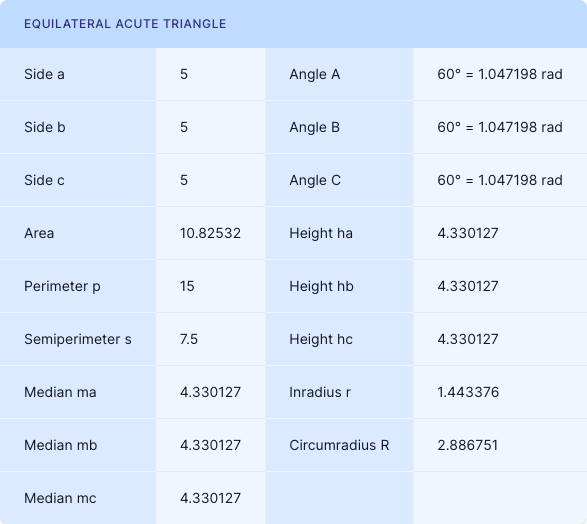 EQUILATERAL ACUTE TRIANGLE
Side a 5 Angle A 60° = 1.047198 rad
Side b 5 Angle B 60° = 1.047198 rad
Side c 5 Angle C 60° = 1.047198 rad
Area 10.82532 Height ha 4.330127
Perimeter p 15 Height hb 4.330127
Semiperimeter s 7.5 Height hc 4.330127
Median ma 4.330127 Inradius r 1.443376
Median mb 4.330127 Circumradius R 2.886751
Median mc 4.330127